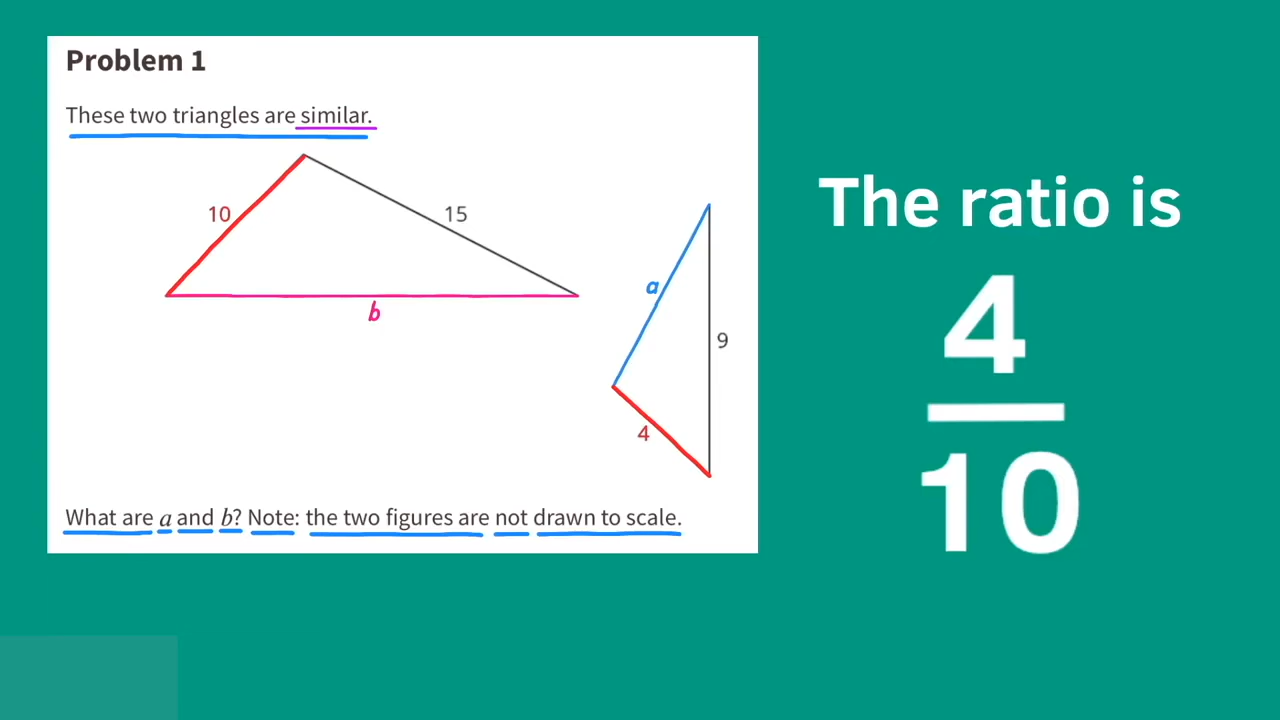 Problem 1
These two triangles are similar.
10
15
b
a
9
4
What are a and b? Note: the two figures are not drawn to scale.
The ratio is
4
10